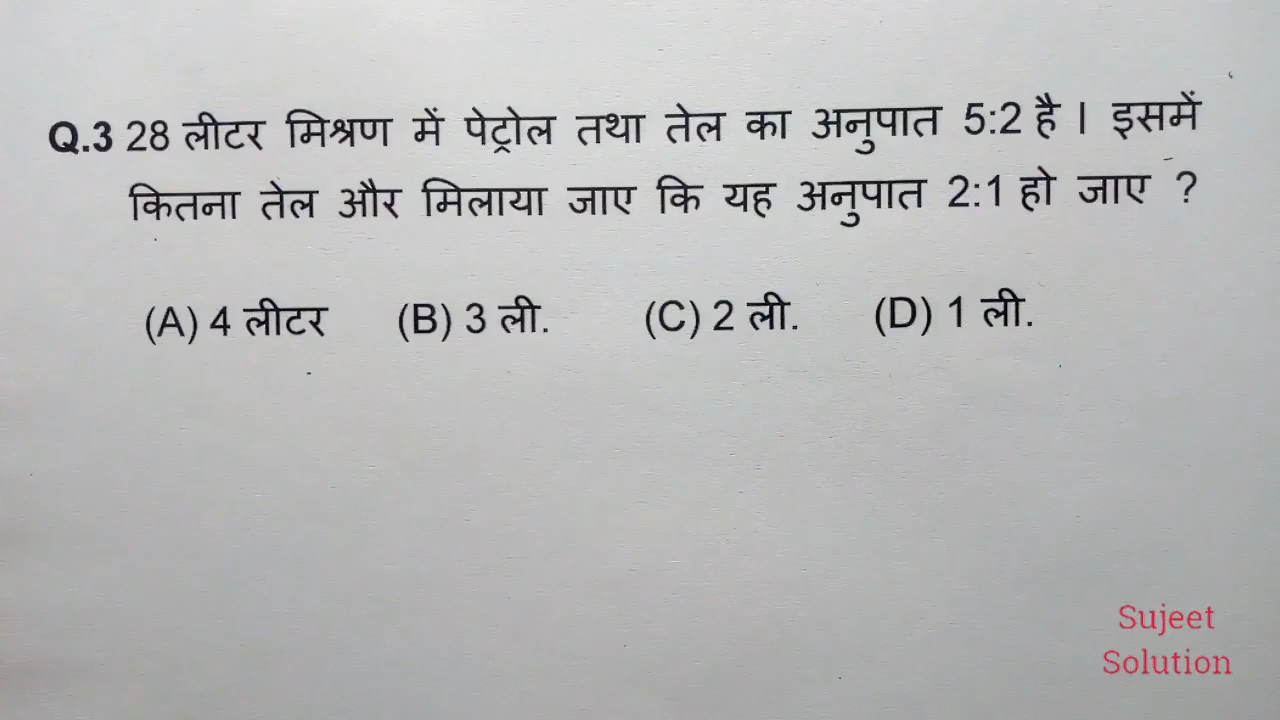 Q.3 28 लीटर मिश्रण में पेट्रोल तथा तेल का अनुपात 5:2 है । इसमें
कितना तेल और मिलाया जाए कि यह अनुपात 2:1 हो जाए ?
(A) 4 लीटर (B) 3 ली. (C) 2 ली. (D) 1 ली.
Sujeet
Solution